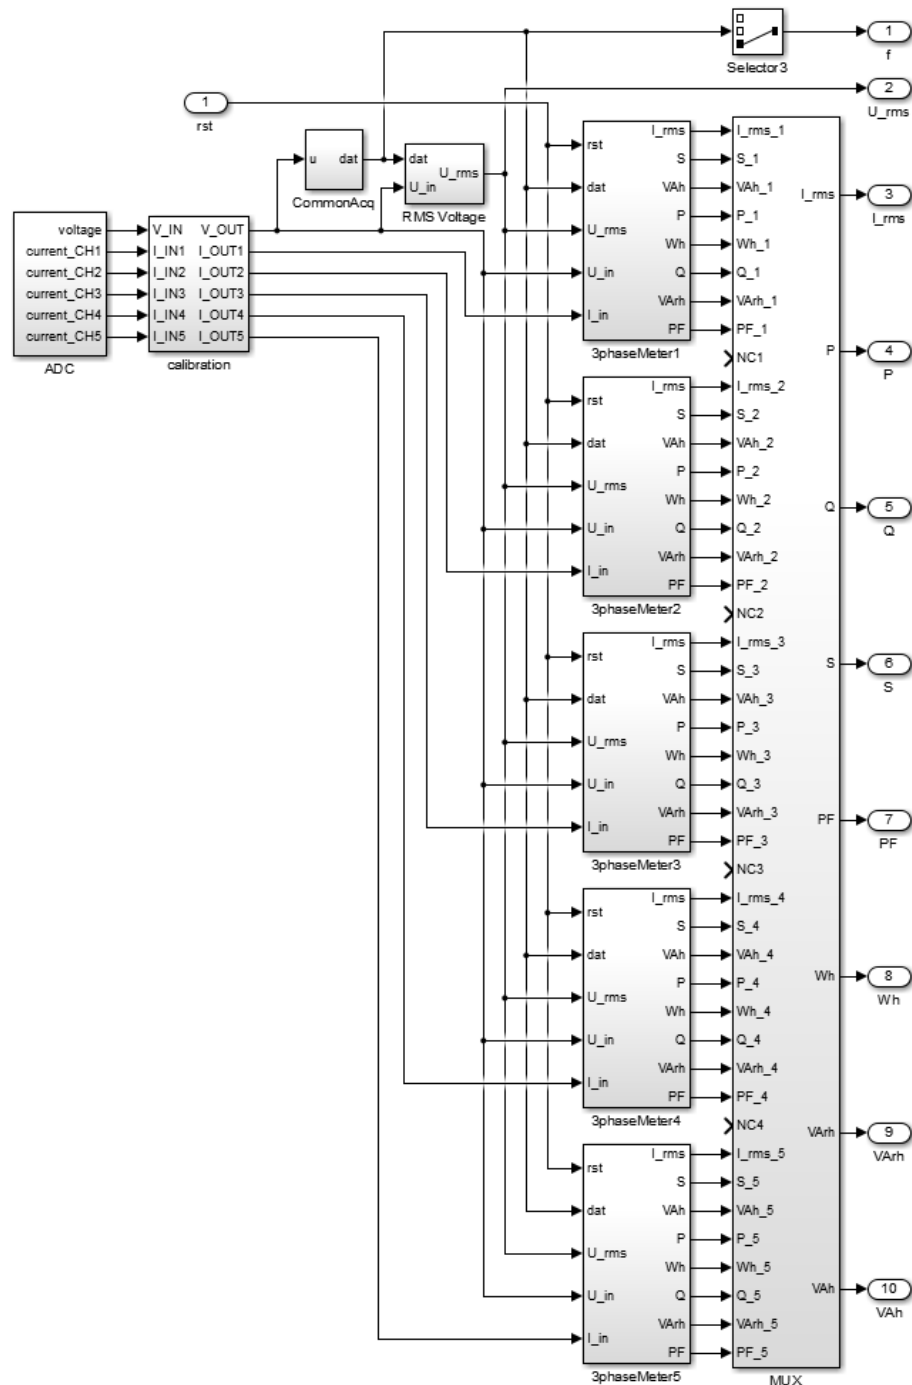 Selector3
1
f
2
U_rms
1
rst
u
dat
CommonAcq
dat
U_in
U_rms
RMS Voltage
voltage
current_CH1
current_CH2
current_CH3
current_CH4
current_CH5
ADC
V_IN
I_IN1
I_IN2
I_IN3
I_IN4
I_IN5
V_OUT
I_OUT1
I_OUT2
I_OUT3
I_OUT4
I_OUT5
calibration
rst
dat
U_rms
U_in
I_in
I_rms
S
VAh
P
Wh
Q
VArh
PF
3phaseMeter1
rst
dat
U_rms
U_in
I_in
I_rms
S
VAh
P
Wh
Q
VArh
PF
3phaseMeter2
rst
dat
U_rms
U_in
I_in
I_rms
S
VAh
P
Wh
Q
VArh
PF
3phaseMeter3
rst
dat
U_rms
U_in
I_in
I_rms
S
VAh
P
Wh
Q
VArh
PF
3phaseMeter4
rst
dat
U_rms
U_in
I_in
I_rms
S
VAh
P
Wh
Q
VArh
PF
3phaseMeter5
I_rms_1
S_1
VAh_1
P_1
Wh_1
Q_1
VArh_1
PF_1
NC1
I_rms_2
S_2
VAh_2
P_2
Wh_2
Q_2
VArh_2
PF_2
NC2
I_rms_3
S_3
VAh_3
P_3
Wh_3
Q_3
VArh_3
PF_3
NC3
I_rms_4
S_4
VAh_4
P_4
Wh_4
Q_4
VArh_4
PF_4
NC4
I_rms_5
S_5
VAh_5
P_5
Wh_5
Q_5
VArh_5
PF_5
I_rms
P
Q
S
PF
Wh
VArh
VAh
MUX
3
I_rms
4
P
5
Q
6
S
7
PF
8
Wh
9
VArh
10
VAh